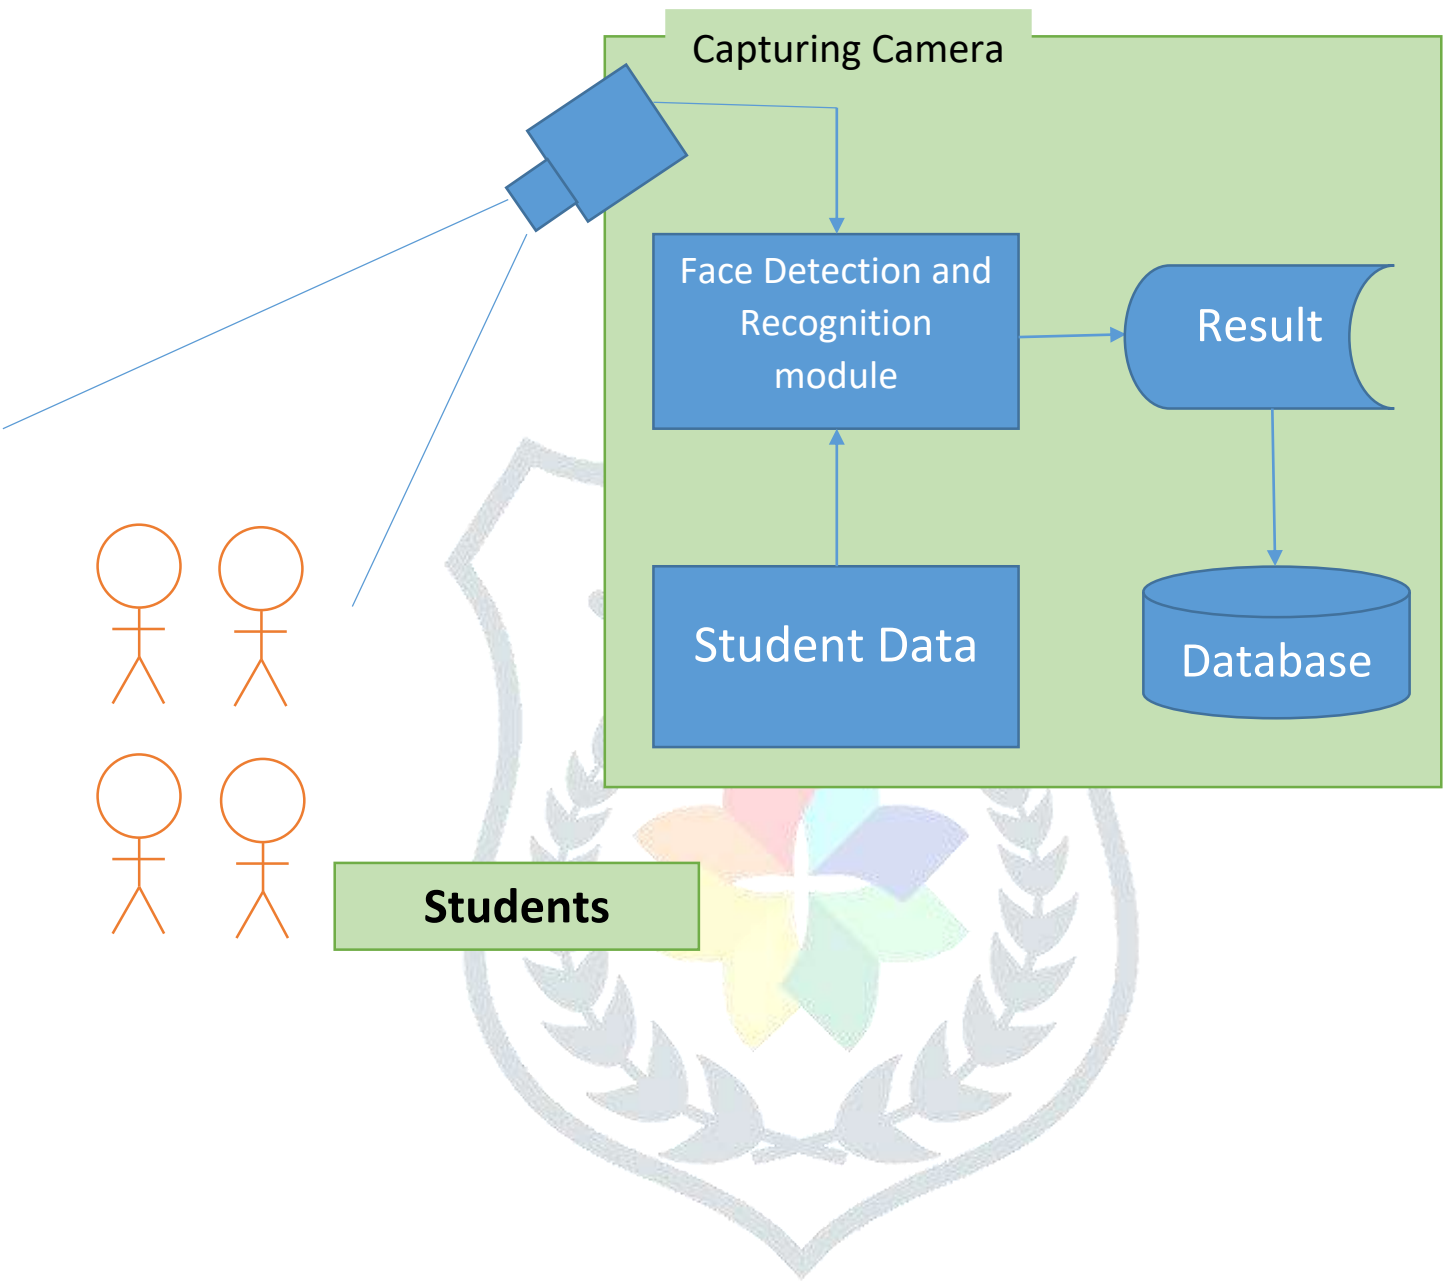 Capturing Camera
Face Detection and
Recognition
module
Result
Student Data
Database
Students